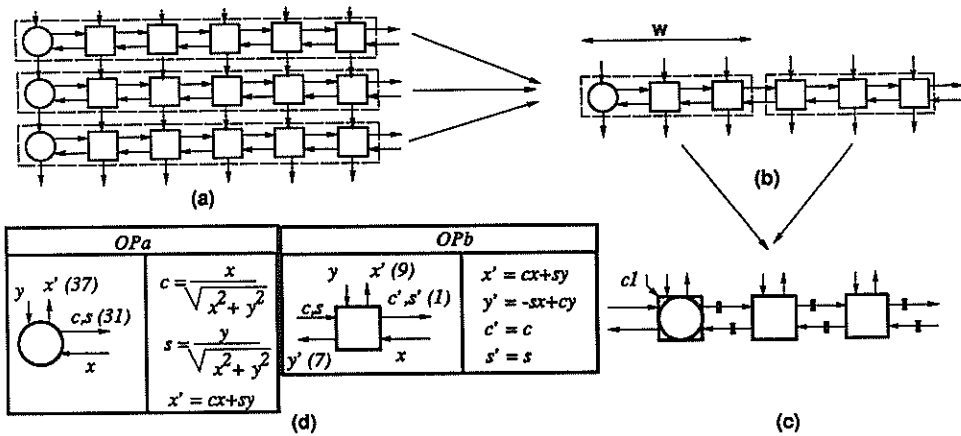 W
(a)
(b)
OPa
OPb
y x' (37)
c,s (31)
x
c = x / √x² + y²
s = y / √x² + y²
x' = cx+sy
y x' (9)
c,s c', s' (1)
y' (7) x
x' = cx+sy
y' = -sx+cy
c' = c
s' = s
c1
(d)
(c)